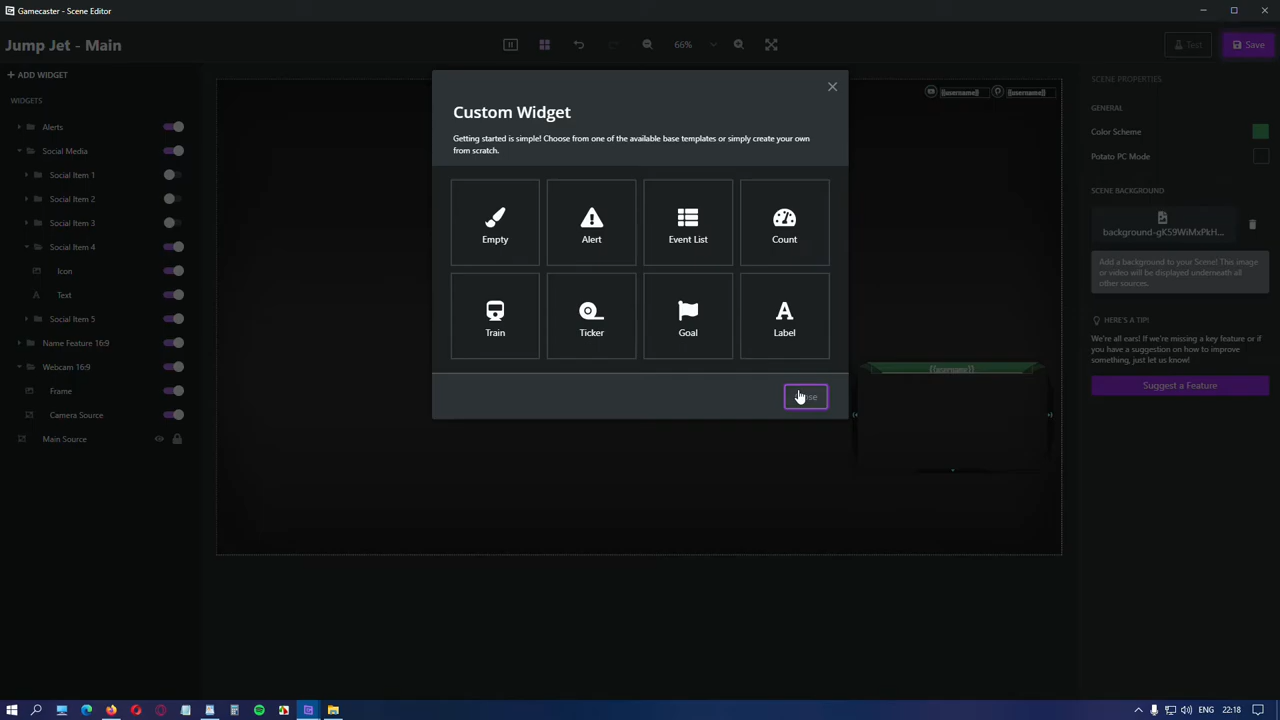 Gamecaster - Scene Editor
Jump Jet - Main
66%
Test
Save
ADD WIDGET
WIDGETS
Alerts
Social Media
Social Item 1
Social Item 2
Social Item 3
Social Item 4
Icon
Text
Social Item 5
Name Feature 16:9
Webcam 16:9
Frame
Camera Source
Main Source
{{username}}
{{username}}
{{username}}
Custom Widget
Getting started is simple! Choose from one of the available base templates or simply create your own
from scratch.
Empty
Alert
Event List
Count
Train
Ticker
Goal
Label
SCENE PROPERTIES
GENERAL
Color Scheme
Potato PC Mode
SCENE BACKGROUND
background-gK59WiMxPkH...
Add a background to your Scene! This image
or video will be displayed underneath all
other sources.
HERE'S A TIP!
We're all ears! If we're missing a key feature or if
you have a suggestion on how to improve
something, just let us know!
Suggest a Feature
ENG
22:18